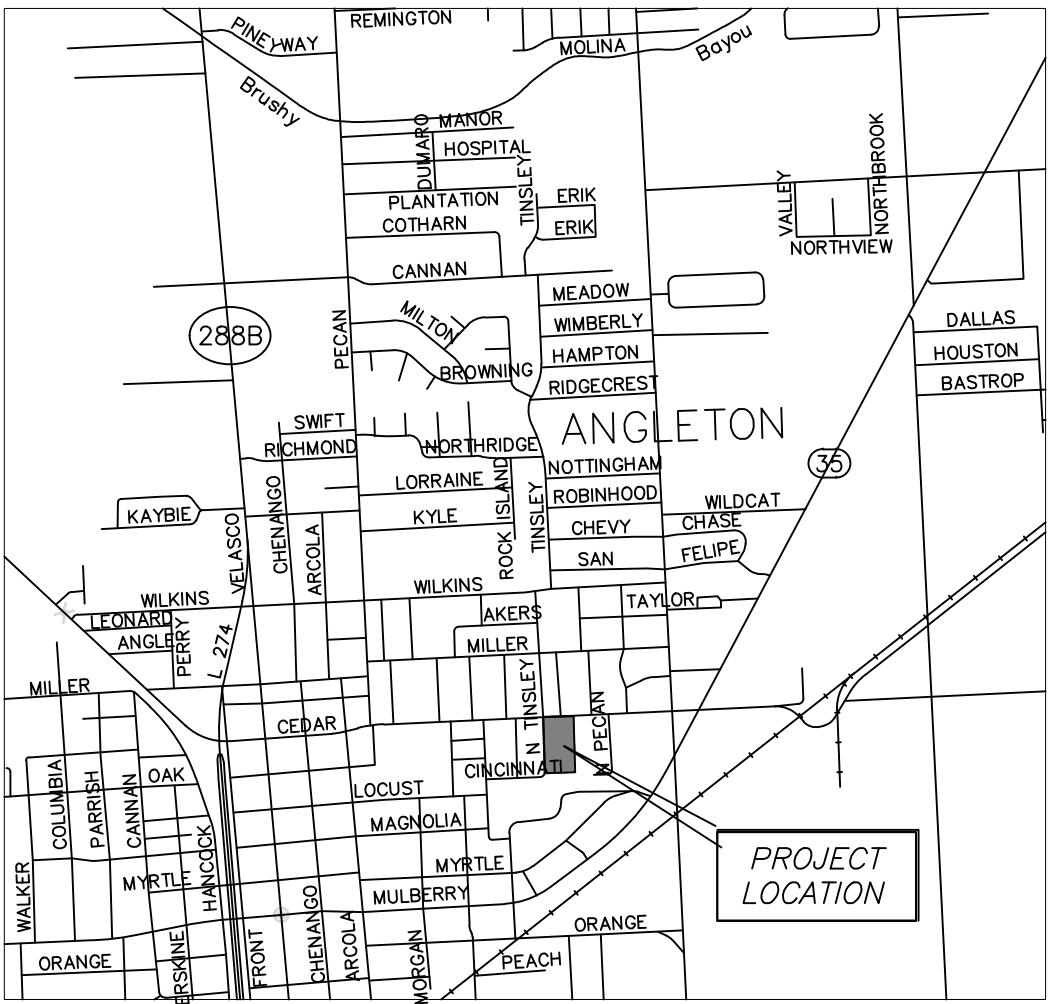 REMINGTON
PINEYWAY
MOLINA
Bayou
Brushy
MANOR
DUMARO
HOSPITAL
TINSLEY
PLANTATION
ERIK
COTHARN
ERIK
VALLEY
NORTHBROOK
NORTHVIEW
CANNAN
MEADOW
288B
PECAN
MILTON
WIMBERLY
DALLAS
HAMPTON
HOUSTON
BROWNING
RIDGECREST
BASTROP
SWIFT
ANGLETON
RICHMOND
NORTHRIDGE
NOTTINGHAM
35
LORRAINE
ROCK ISLAND
TINSLEY
ROBINHOOD
WILDCAT
KAYBIE
VELASCO
CHENANGO
ARCOLA
KYLE
CHEVY
CHASE
SAN
FELIPE
WILKINS
WILKINS
TAYLOR
LEONARD
AKERS
ANGLE
PERRY
L 274
MILLER
MILLER
N TINSLEY
N PECAN
CEDAR
CINCINNATI
OAK
LOCUST
COLUMBIA
PARRISH
CANNAN
HANCOCK
MAGNOLIA
PROJECT
LOCATION
WALKER
MYRTLE
MYRTLE
MULBERRY
ORANGE
ORANGE
ERSKINE
FRONT
CHENANGO
ARCOLA
MORGAN
PEACH